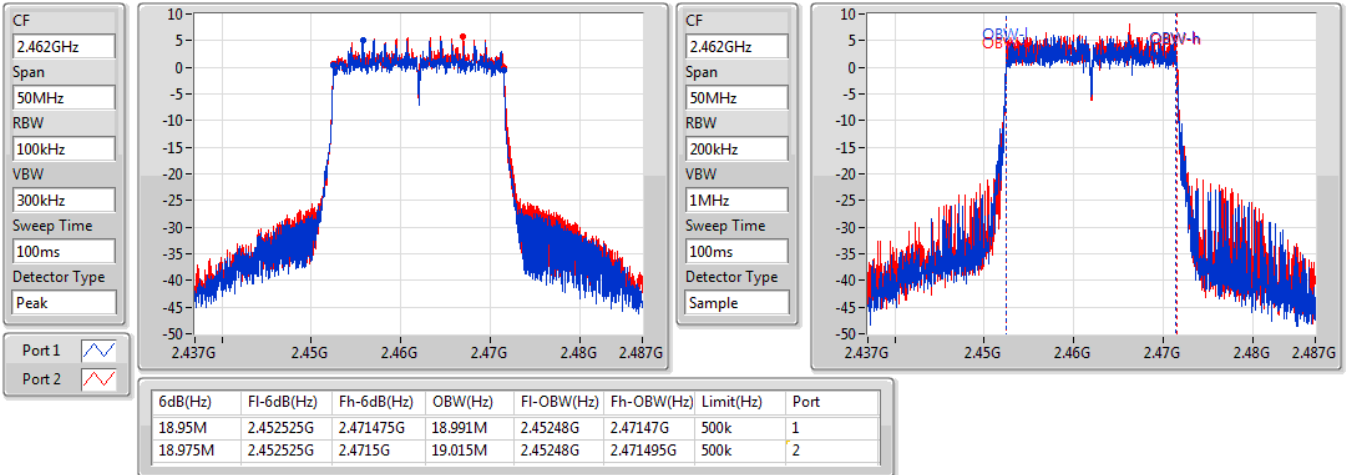 CF
2.462GHz
Span
50MHz
RBW
100kHz
VBW
300kHz
Sweep Time
100ms
Detector Type
Peak
Port 1
Port 2
10
5
0
-5
-10
-15
-20
-25
-30
-35
-40
-45
-50
2.437G 2.45G 2.46G 2.47G 2.48G 2.487G
CF
2.462GHz
Span
50MHz
RBW
200kHz
VBW
1MHz
Sweep Time
100ms
Detector Type
Sample
10
5
0
-5
-10
-15
-20
-25
-30
-35
-40
-45
-50
OBW-l OBW-h
2.437G 2.45G 2.46G 2.47G 2.48G 2.487G
6dB(Hz) Fl-6dB(Hz) Fh-6dB(Hz) OBW(Hz) Fl-OBW(Hz) Fh-OBW(Hz) Limit(Hz) Port
18.95M 2.452525G 2.471475G 18.991M 2.45248G 2.47147G 500k 1
18.975M 2.452525G 2.4715G 19.015M 2.45248G 2.471495G 500k 2